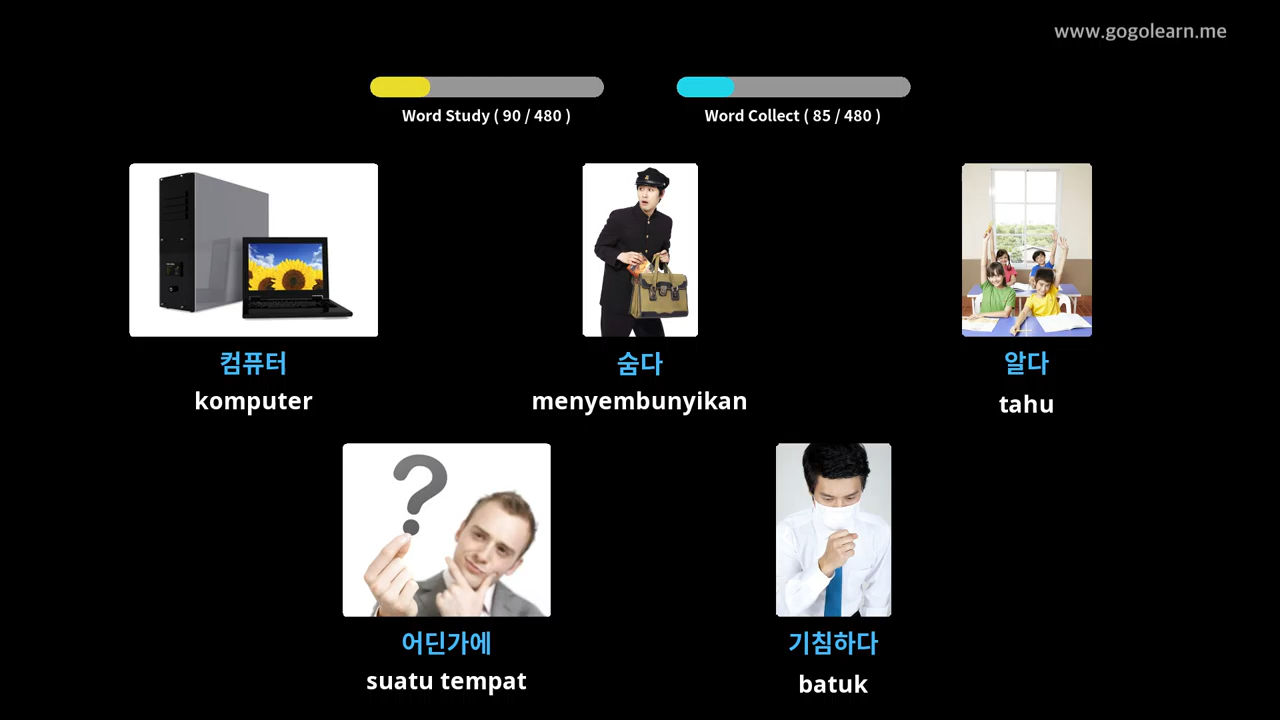 www.gogolearn.me
Word Study ( 90 / 480 )
Word Collect ( 85 / 480 )
컴퓨터
komputer
숨다
menyembunyikan
알다
tahu
어딘가에
suatu tempat
기침하다
batuk